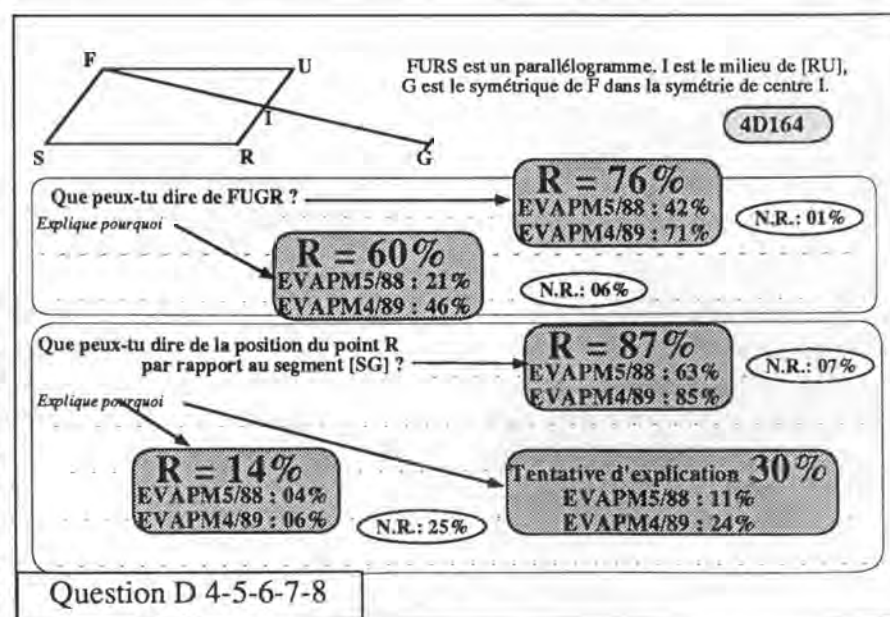 F
U
FURS est un parallélogramme. I est le milieu de [RU],
G est le symétrique de F dans la symétrie de centre I.
I
4D164
S
R
G
Que peux-tu dire de FUGR ?
R = 76%
EVAPM5/88 : 42%
EVAPM4/89 : 71%
N.R.: 01%
Explique pourquoi
R = 60%
EVAPM5/88 : 21%
EVAPM4/89 : 46%
N.R.: 06%
Que peux-tu dire de la position du point R
par rapport au segment [SG] ?
R = 87%
EVAPM5/88 : 63%
EVAPM4/89 : 85%
N.R.: 07%
Explique pourquoi
R = 14%
EVAPM5/88 : 04%
EVAPM4/89 : 06%
N.R.: 25%
Tentative d'explication 30%
EVAPM5/88 : 11%
EVAPM4/89 : 24%
Question D 4-5-6-7-8